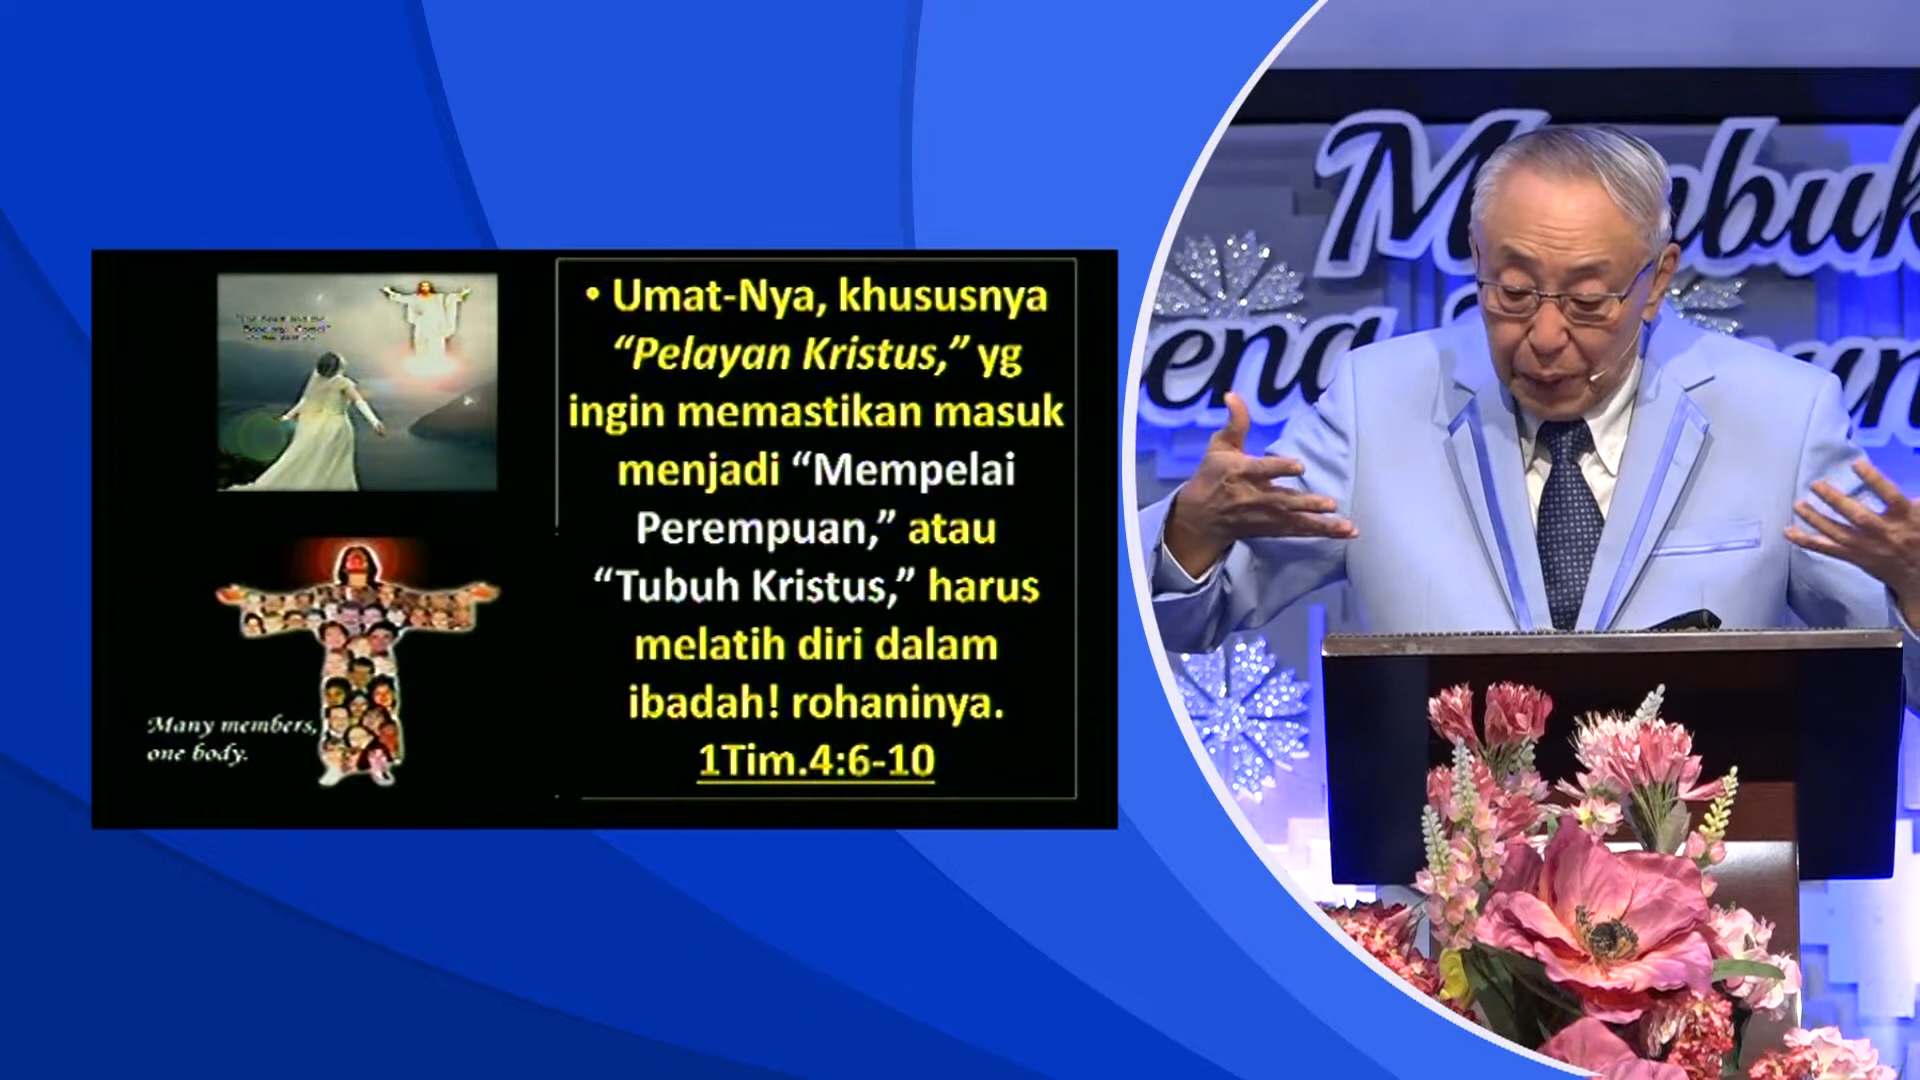 • Umat-Nya, khususnya
“Pelayan Kristus,” yg
ingin memastikan masuk
menjadi “Mempelai
Perempuan,” atau
“Tubuh Kristus,” harus
melatih diri dalam
ibadah! rohaninya.
1Tim.4:6-10
Many members,
one body.